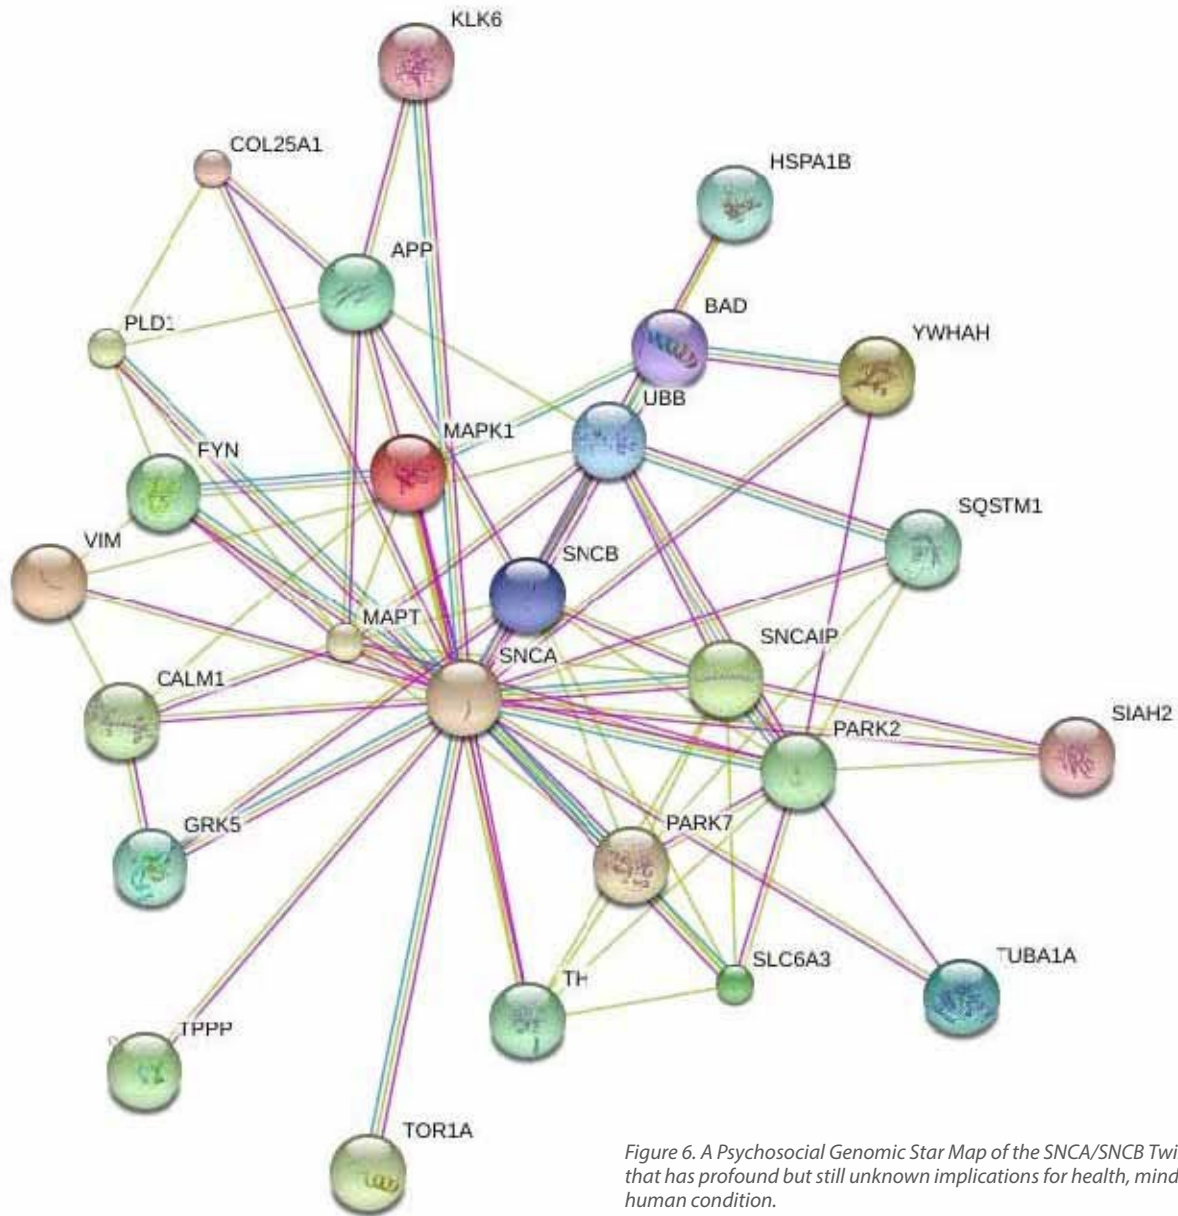 KLK6
COL25A1
HSPA1B
APP
BAD
PLD1
YWHAH
UBB
MAPK1
FYN
SQSTM1
VIM
SNCB
MAPT
SNCAIP
SNCA
CALM1
SIAH2
PARK2
GRK5
PARK7
SLC6A3
TUBA1A
TH
TPPP
TOR1A
Figure 6. A Psychosocial Genomic Star Map of the SNCA/SNCB Twi
that has profound but still unknown implications for health, mind
human condition.